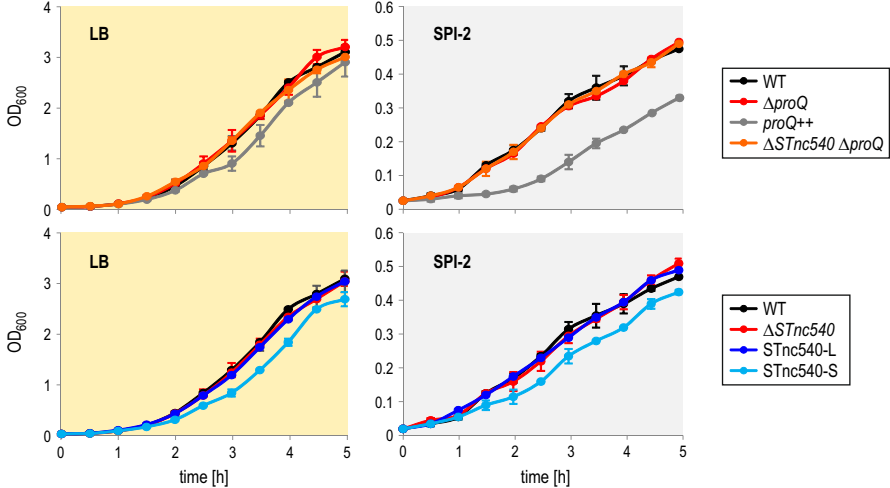 LB
OD600
4
3
2
1
0
SPI-2
0.6
0.5
0.4
0.3
0.2
0.1
0
WT
ΔproQ
proQ++
ΔSTnc540 ΔproQ
LB
OD600
4
3
2
1
0
0 1 2 3 4 5
time [h]
SPI-2
0.6
0.5
0.4
0.3
0.2
0.1
0
0 1 2 3 4 5
time [h]
WT
ΔSTnc540
STnc540-L
STnc540-S